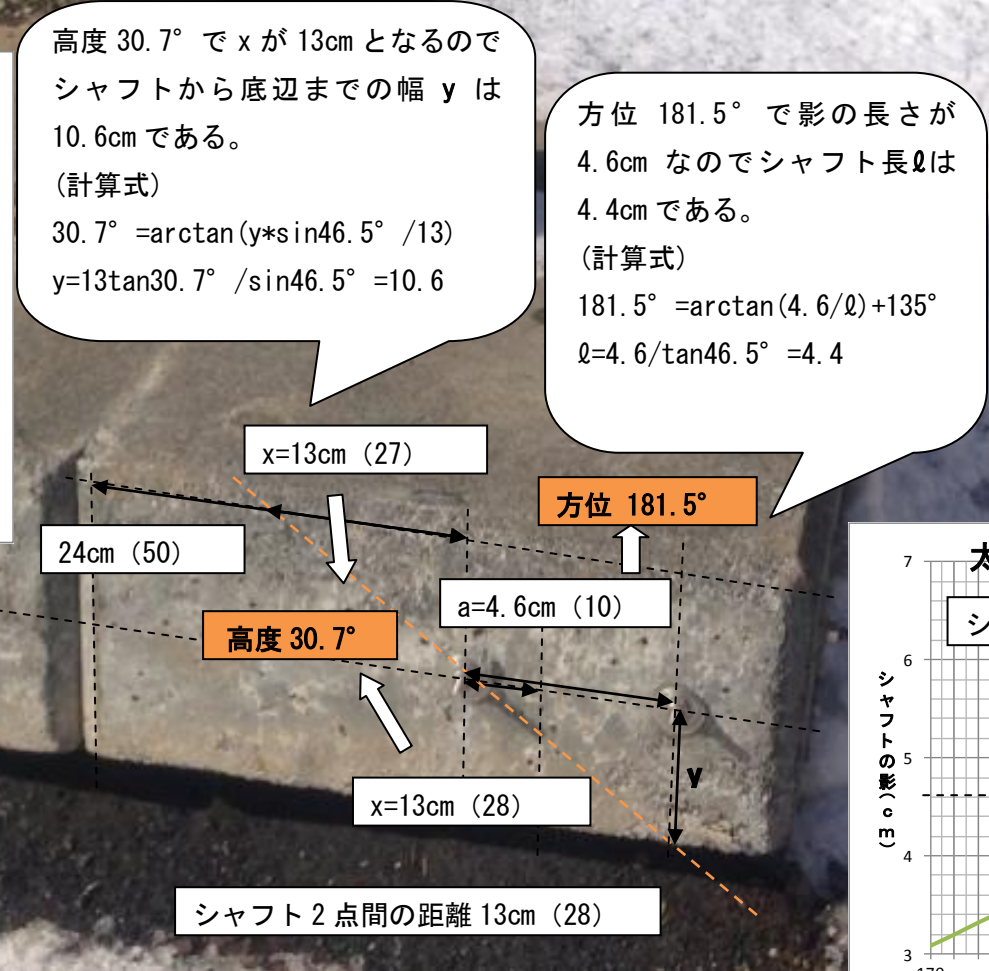 高度 30.7° で x が 13cm となるので
シャフトから底辺までの幅 y は
10.6cm である。
(計算式)
30.7° =arctan(y*sin46.5° /13)
y=13tan30.7° /sin46.5° =10.6
方位 181.5° で影の長さが
4.6cm なのでシャフト長ℓは
4.4cm である。
(計算式)
181.5° =arctan(4.6/ℓ)+135°
ℓ=4.6/tan46.5° =4.4
x=13cm（27）
方位 181.5°
24cm（50）
a=4.6cm（10）
高度 30.7°
y
x=13cm（28）
シャフト 2 点間の距離 13cm（28）
シャフトの影（cm）
7
6
5
4
3